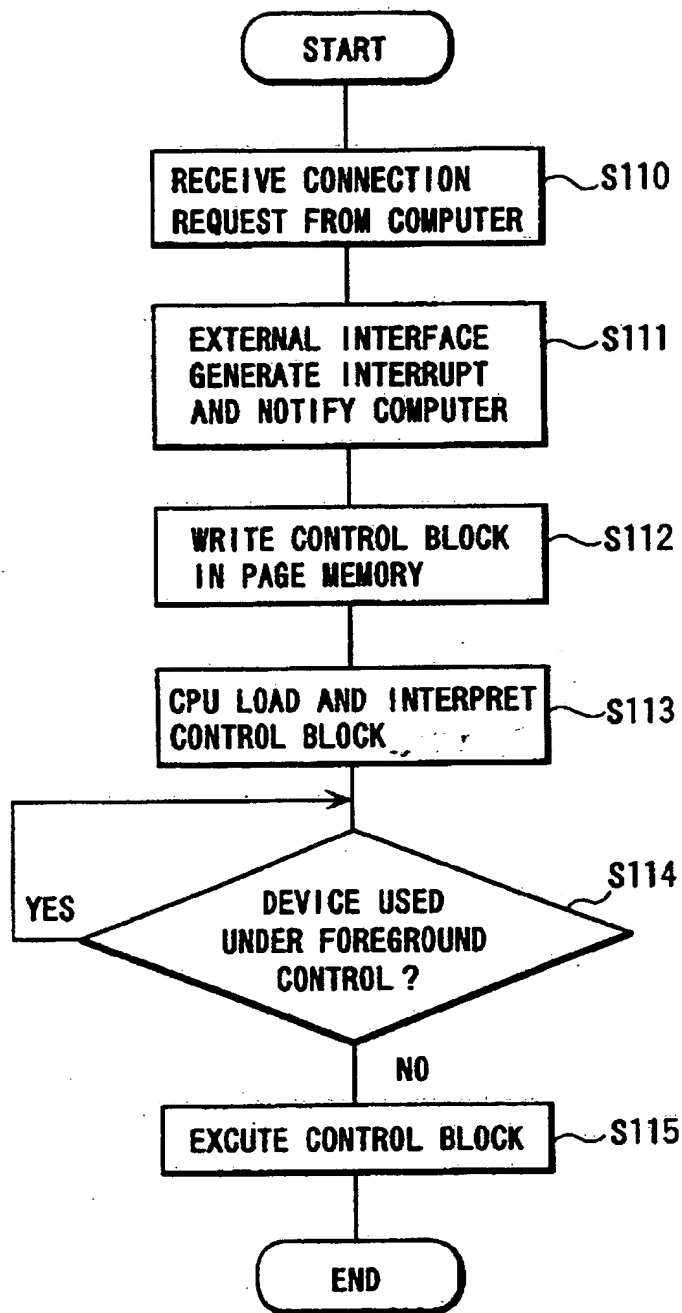 START
RECEIVE CONNECTION
REQUEST FROM COMPUTER
S110
EXTERNAL INTERFACE
GENERATE INTERRUPT
AND NOTIFY COMPUTER
S111
WRITE CONTROL BLOCK
IN PAGE MEMORY
S112
CPU LOAD AND INTERPRET
CONTROL BLOCK
S113
DEVICE USED
UNDER FOREGROUND
CONTROL ?
S114
YES
NO
EXCUTE CONTROL BLOCK
S115
END